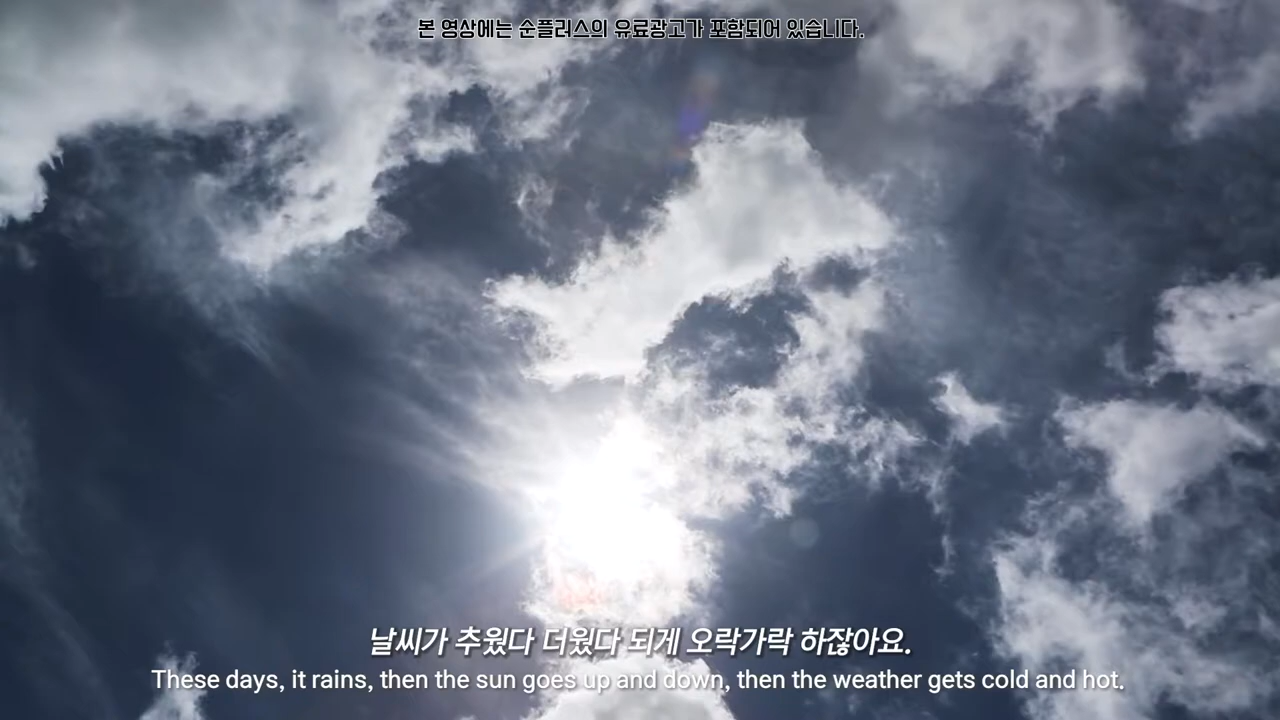 본 영상에는 순플러스의 유료광고가 포함되어 있습니다.
날씨가 추웠다 더웠다 되게 오락가락 하잖아요.
These days, it rains, then the sun goes up and down, then the weather gets cold and hot.